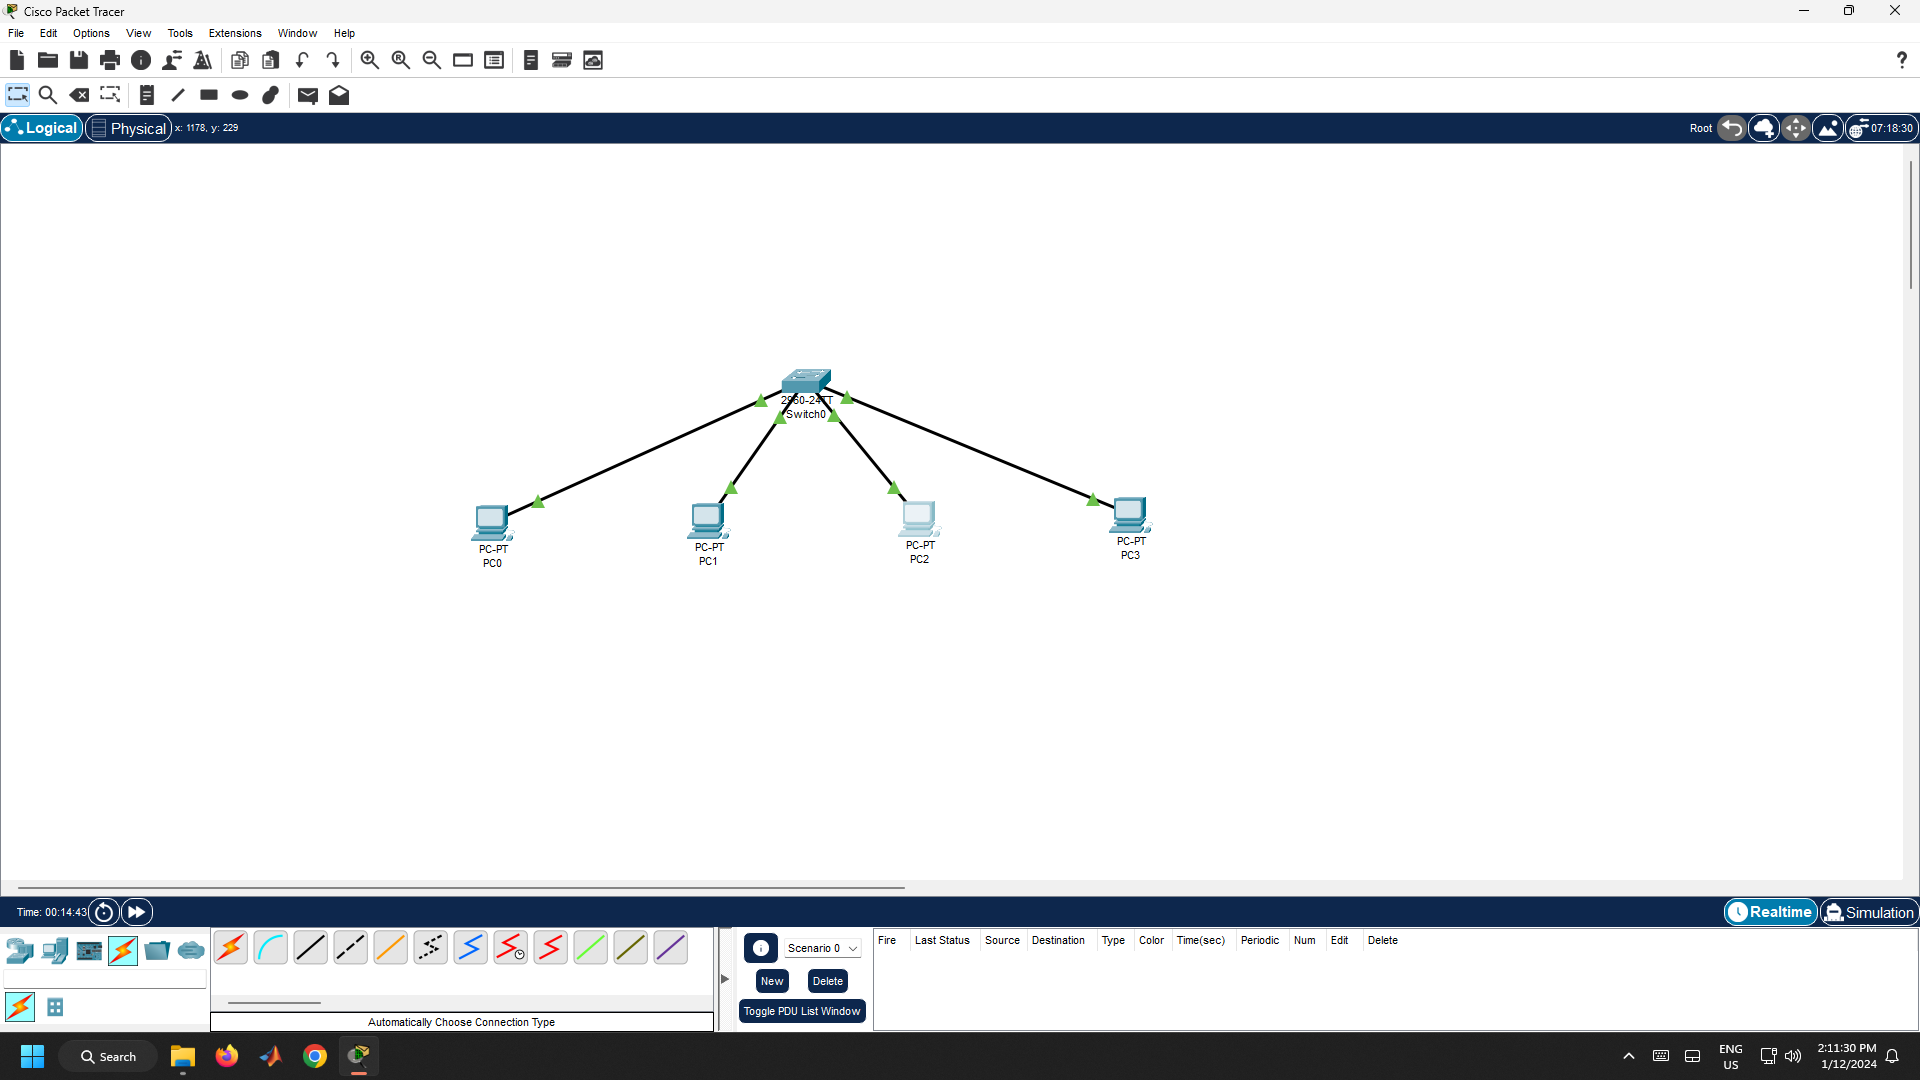 Cisco Packet Tracer
File Edit Options View Tools Extensions Window Help
Logical Physical x: 1178, y: 229 Root 07:18:30
2960-24TT
Switch0
PC-PT
PC0
PC-PT
PC1
PC-PT
PC2
PC-PT
PC3
Time: 00:14:43 Realtime Simulation
Scenario 0
New Delete
Toggle PDU List Window
Fire Last Status Source Destination Type Color Time(sec) Periodic Num Edit Delete
Automatically Choose Connection Type
Search
ENG
US
2:11:30 PM
1/12/2024